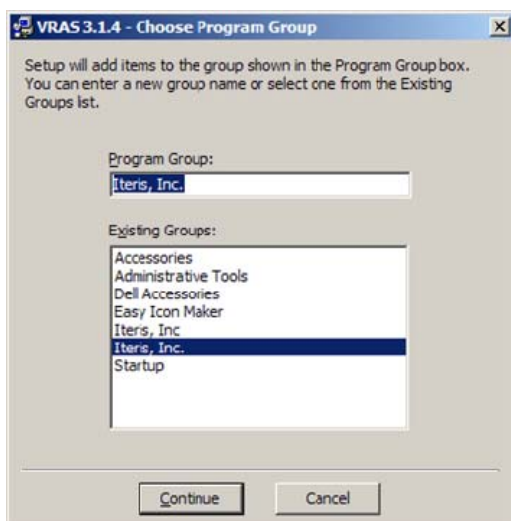 VRAS 3.1.4 - Choose Program Group
Setup will add items to the group shown in the Program Group box.
You can enter a new group name or select one from the Existing
Groups list.
Program Group:
Iteris, Inc.
Existing Groups:
Accessories
Administrative Tools
Dell Accessories
Easy Icon Maker
Iteris, Inc
Iteris, Inc.
Startup
Continue
Cancel